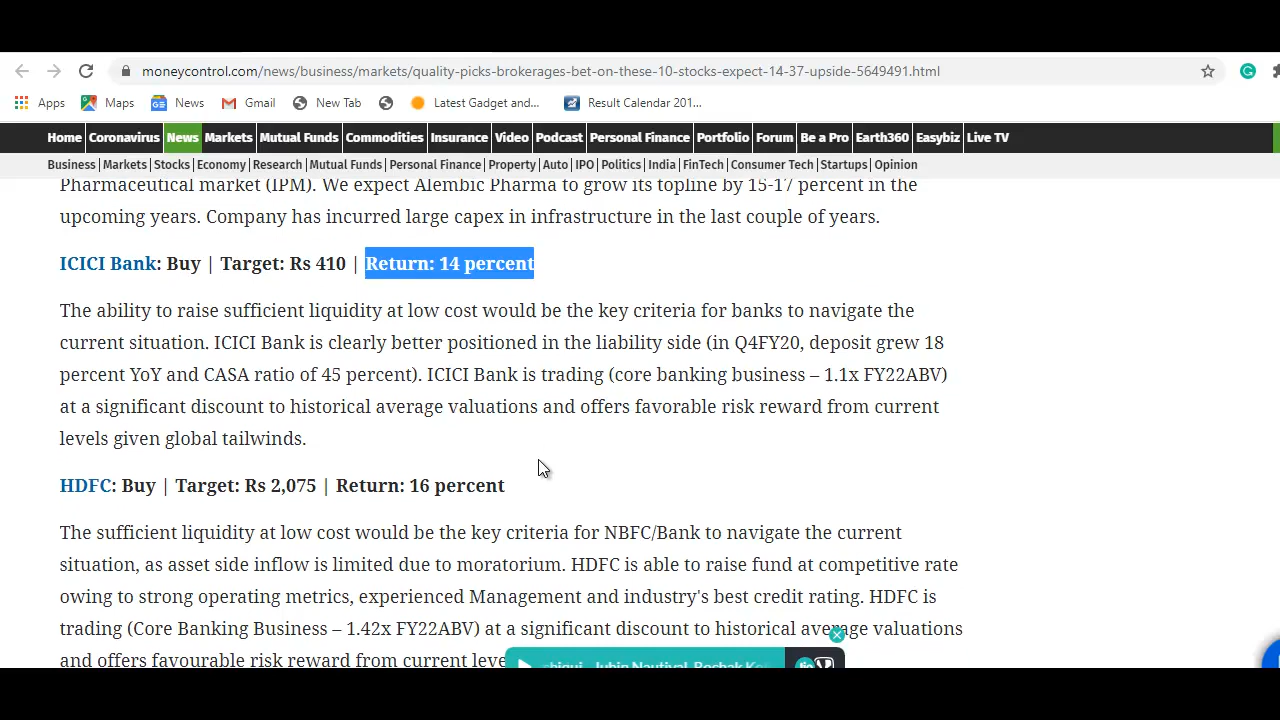 moneycontrol.com/news/business/markets/quality-picks-brokerages-bet-on-these-10-stocks-expect-14-37-upside-5649491.html
Apps Maps News Gmail New Tab Latest Gadget and... Result Calendar 201...
Home Coronavirus News Markets Mutual Funds Commodities Insurance Video Podcast Personal Finance Portfolio Forum Be a Pro Earth360 Easybiz Live TV
Business | Markets | Stocks | Economy | Research | Mutual Funds | Personal Finance | Property | Auto | IPO | Politics | India | FinTech | Consumer Tech | Startups | Opinion
Pharmaceutical market (IPM). We expect Alembic Pharma to grow its topline by 15-17 percent in the
upcoming years. Company has incurred large capex in infrastructure in the last couple of years.
ICICI Bank: Buy | Target: Rs 410 | Return: 14 percent
The ability to raise sufficient liquidity at low cost would be the key criteria for banks to navigate the
current situation. ICICI Bank is clearly better positioned in the liability side (in Q4FY20, deposit grew 18
percent YoY and CASA ratio of 45 percent). ICICI Bank is trading (core banking business – 1.1x FY22ABV)
at a significant discount to historical average valuations and offers favorable risk reward from current
levels given global tailwinds.
HDFC: Buy | Target: Rs 2,075 | Return: 16 percent
The sufficient liquidity at low cost would be the key criteria for NBFC/Bank to navigate the current
situation, as asset side inflow is limited due to moratorium. HDFC is able to raise fund at competitive rate
owing to strong operating metrics, experienced Management and industry's best credit rating. HDFC is
trading (Core Banking Business – 1.42x FY22ABV) at a significant discount to historical average valuations
and offers favourable risk reward from current
Jubin Nautiyal,